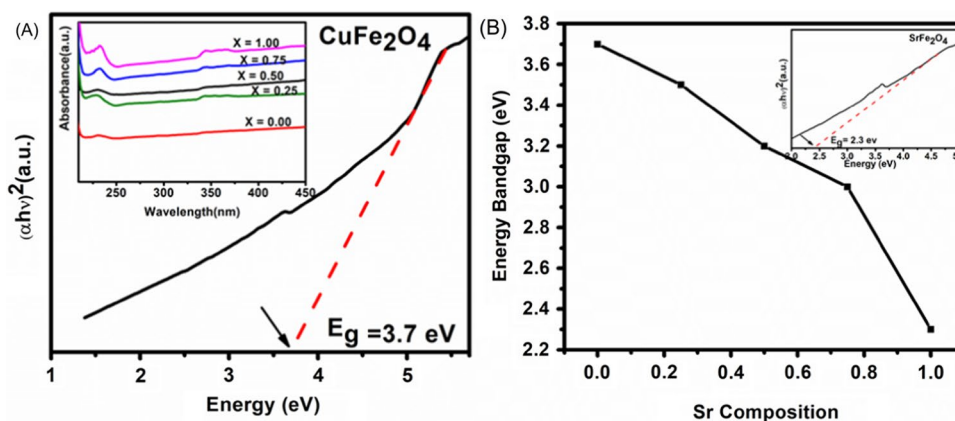 (A)
CuFe2O4
X = 1.00
X = 0.75
X = 0.50
X = 0.25
X = 0.00
Absorbance(a.u.)
250 300 350 400 450
Wavelength(nm)
(αhν)²(a.u.)
Eg =3.7 eV
1 2 3 4 5
Energy (eV)
(B)
3.8
3.6
3.4
3.2
3.0
2.8
2.6
2.4
2.2
Energy Bandgap (eV)
SrFe2O4
(αhν)²(a.u.)
Eg= 2.3 ev
2.0 2.5 3.0 3.5 4.0 4.5 5.0
Energy (eV)
0.0 0.2 0.4 0.6 0.8 1.0
Sr Composition